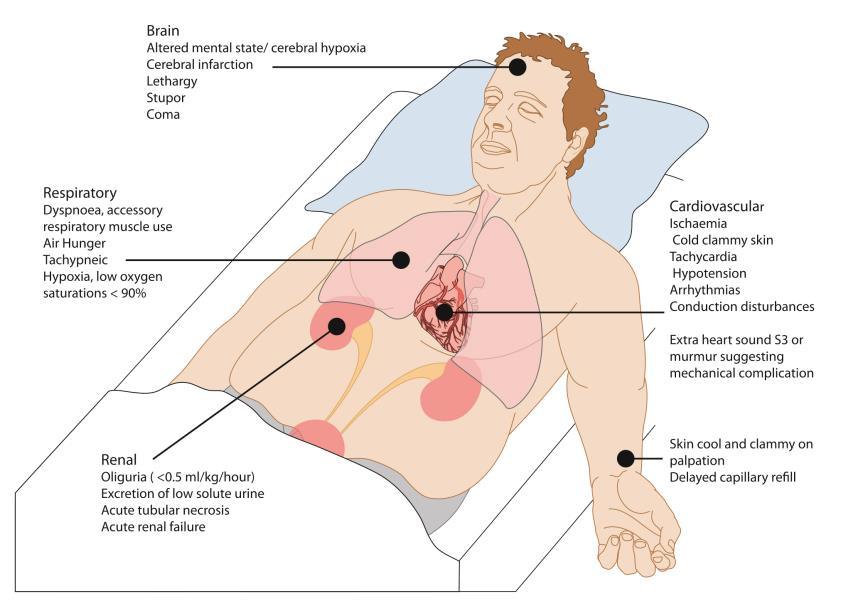 Brain
Altered mental state/ cerebral hypoxia
Cerebral infarction
Lethargy
Stupor
Coma
Respiratory
Dyspnoea, accessory
respiratory muscle use
Air Hunger
Tachypneic
Hypoxia, low oxygen
saturations < 90%
Cardiovascular
Ischaemia
Cold clammy skin
Tachycardia
Hypotension
Arrhythmias
Conduction disturbances
Extra heart sound S3 or
murmur suggesting
mechanical complication
Skin cool and clammy on
palpation
Delayed capillary refill
Renal
Oliguria ( <0.5 ml/kg/hour)
Excretion of low solute urine
Acute tubular necrosis
Acute renal failure